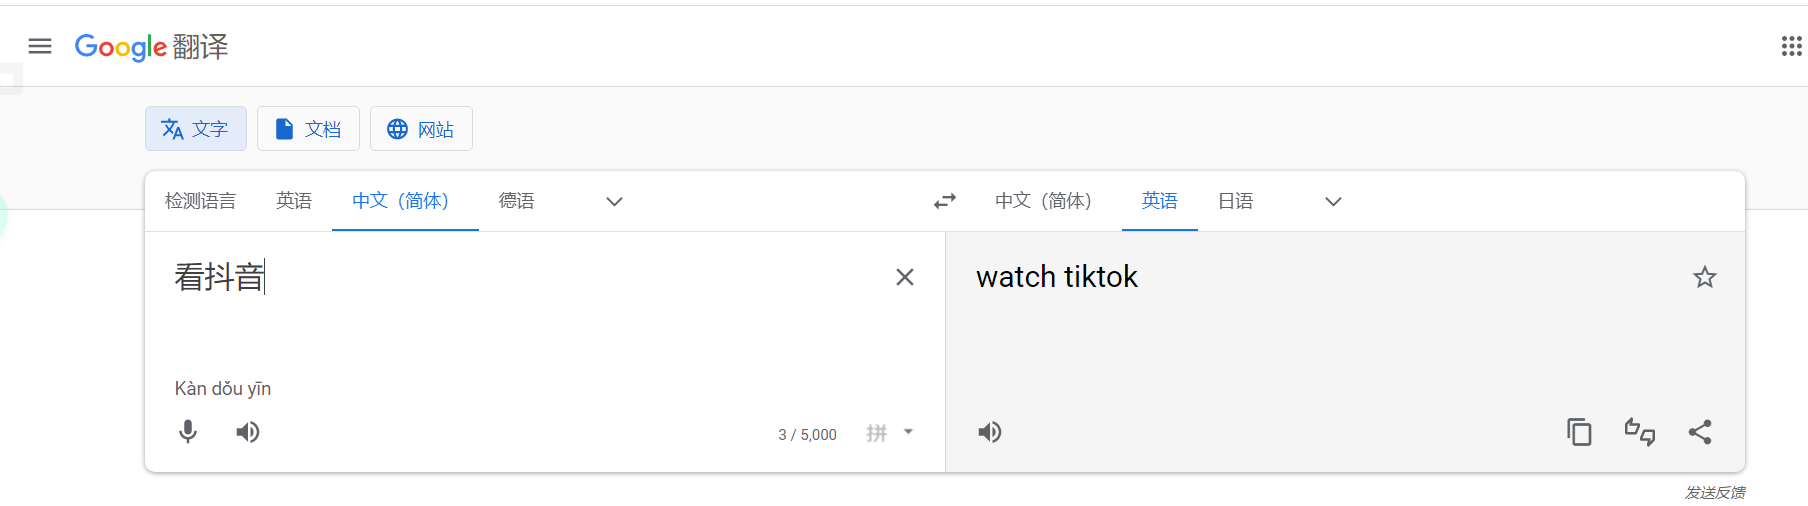 Google 翻译
文字 文档 网站
检测语言 英语 中文（简体） 德语 中文（简体） 英语 日语
看抖音
watch tiktok
Kàn dǒu yīn
3 / 5,000 拼
发送反馈